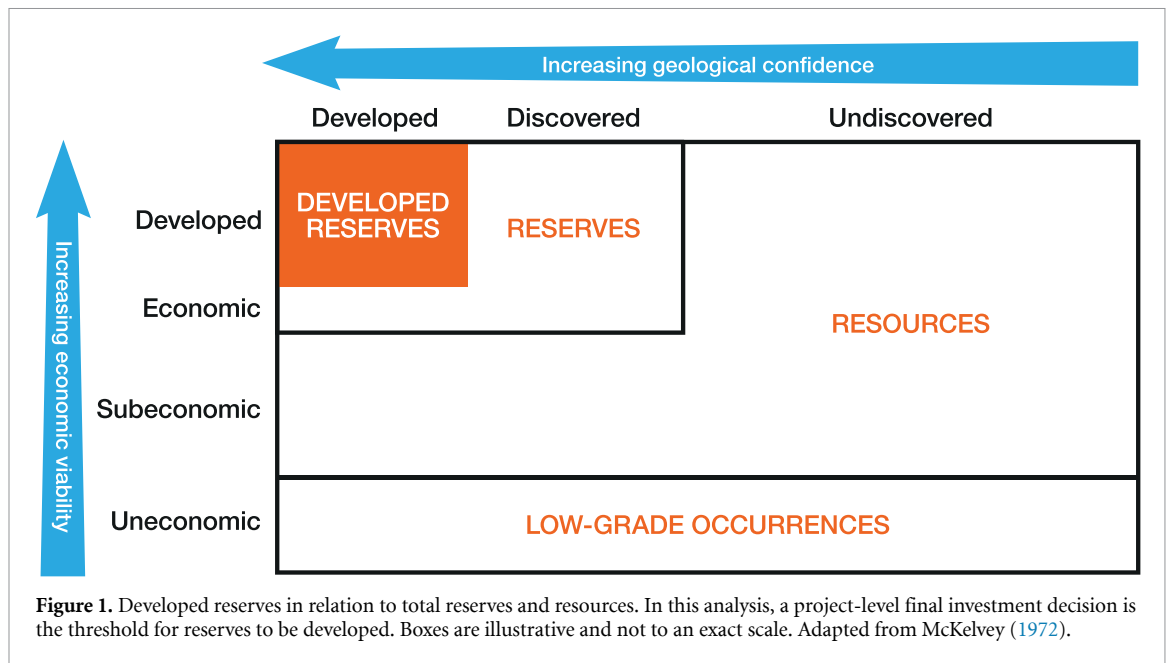 Increasing geological confidence
Developed
Discovered
Undiscovered
Increasing economic viability
Developed
DEVELOPED
RESERVES
RESERVES
Economic
RESOURCES
Subeconomic
Uneconomic
LOW-GRADE OCCURRENCES
Figure 1. Developed reserves in relation to total reserves and resources. In this analysis, a project-level final investment decision is
the threshold for reserves to be developed. Boxes are illustrative and not to an exact scale. Adapted from McKelvey (1972).